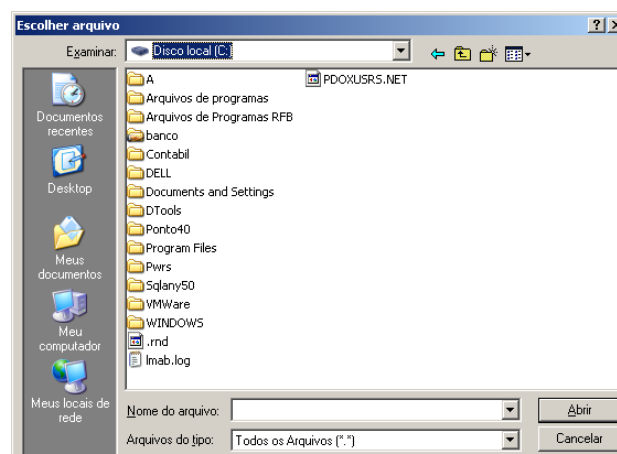 Escolher arquivo
Examinar:
Disco local (C:)
Documentos
recentes
Desktop
Meus
documentos
Meu
computador
Meus locais de
rede
A
Arquivos de programas
Arquivos de Programas RFB
banco
Contabil
DELL
Documents and Settings
DTools
Ponto40
Program Files
Pwrs
Sqlany50
VMWare
WINDOWS
.rnd
lmab.log
PDOXUSRS.NET
Nome do arquivo:
Abrir
Arquivos do tipo:
Todos os Arquivos (*.*)
Cancelar